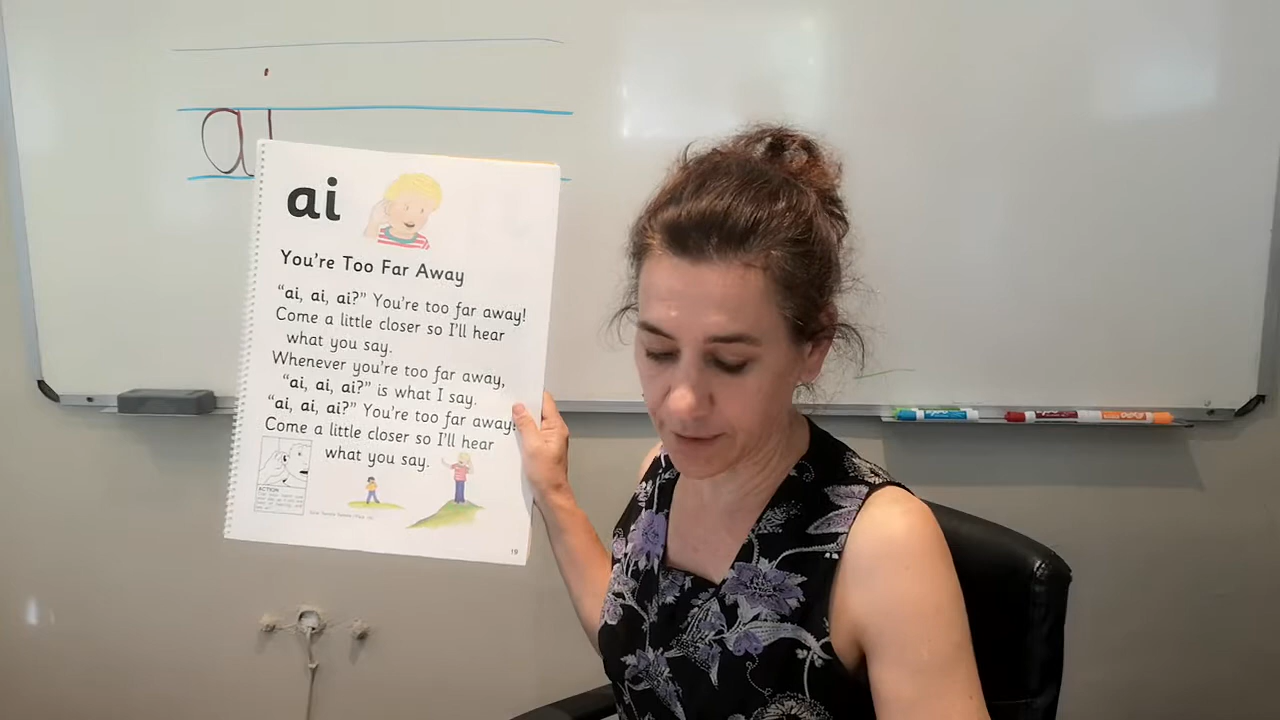 ai
ai
You're Too Far Away
"ai, ai, ai?" You're too far away!
Come a little closer so I'll hear
what you say.
Whenever you're too far away,
"ai, ai, ai?" is what I say.
"ai, ai, ai?" You're too far away!
Come a little closer so I'll hear
what you say.
ACTION
19